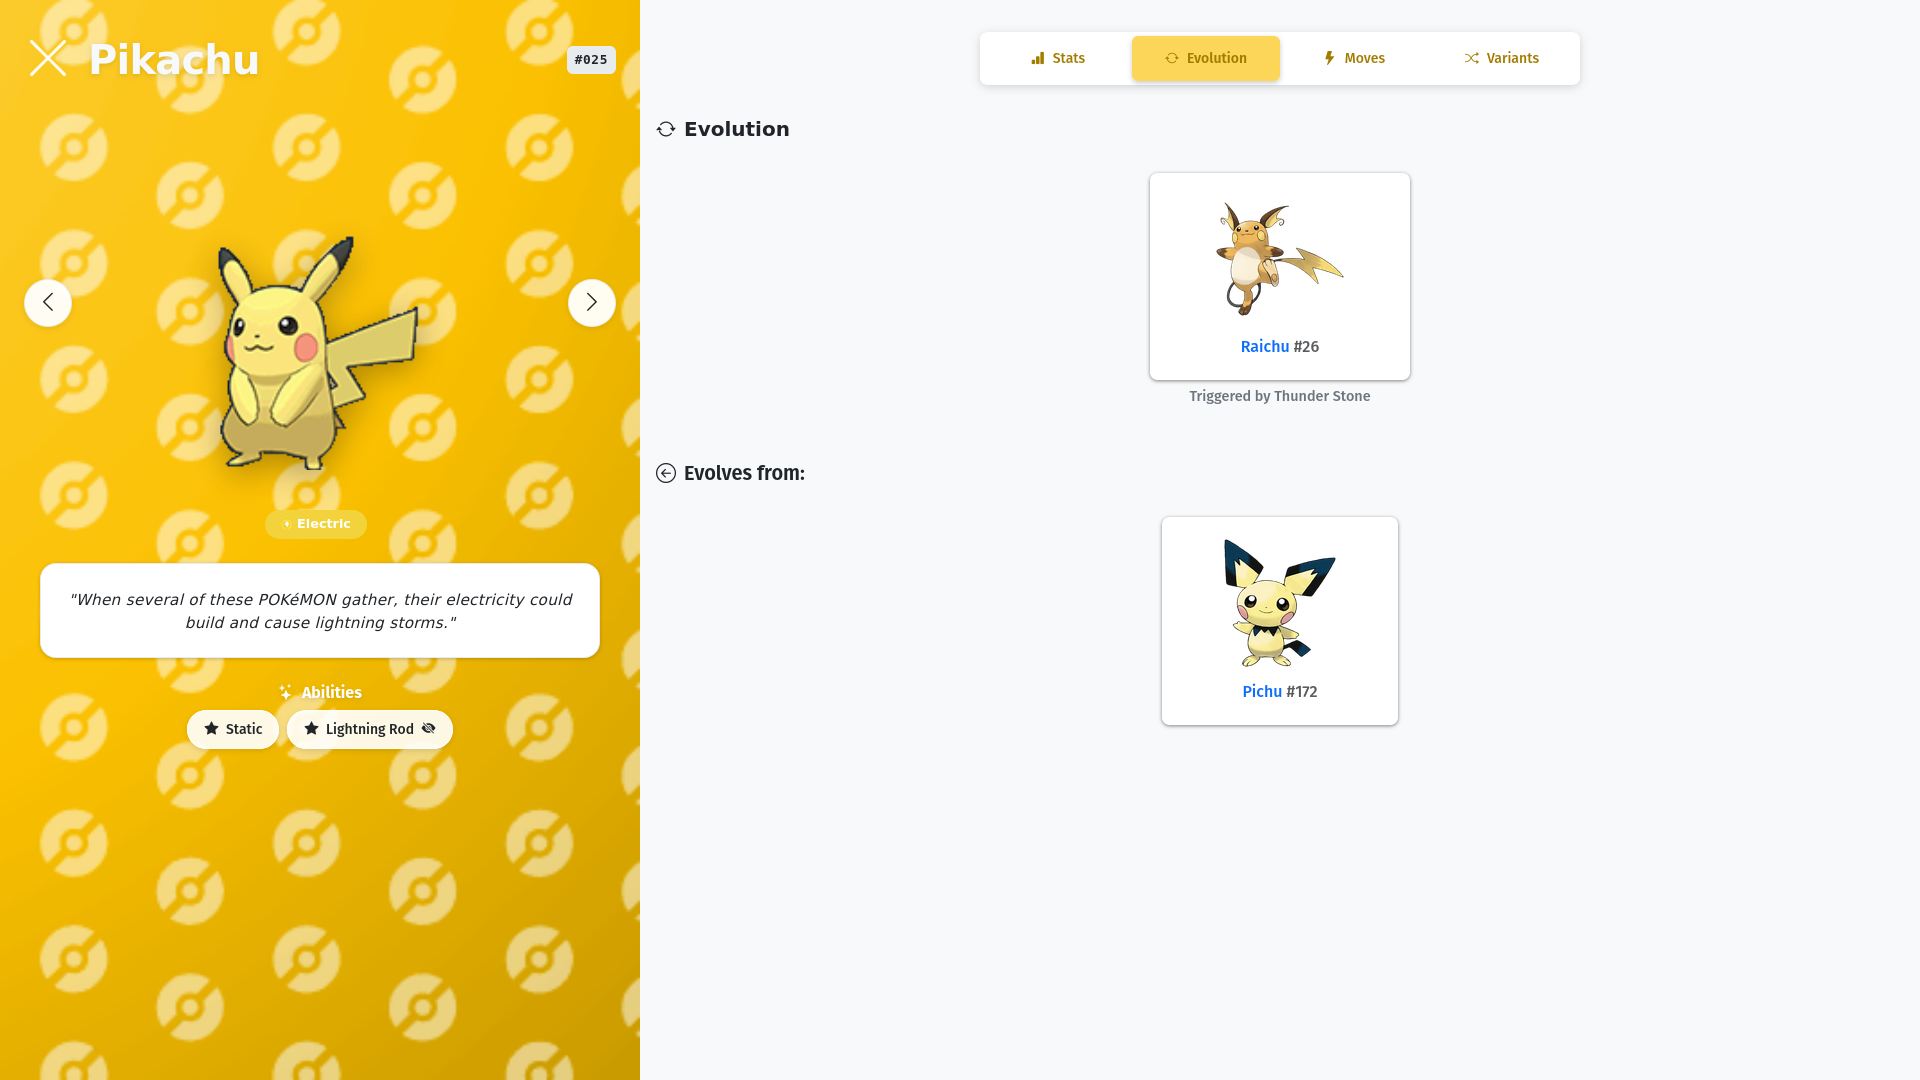 Pikachu
#025
Electric
"When several of these POKéMON gather, their electricity could
build and cause lightning storms."
Abilities
Static
Lightning Rod
Stats
Evolution
Moves
Variants
Evolution
Raichu #26
Triggered by Thunder Stone
Evolves from:
Pichu #172